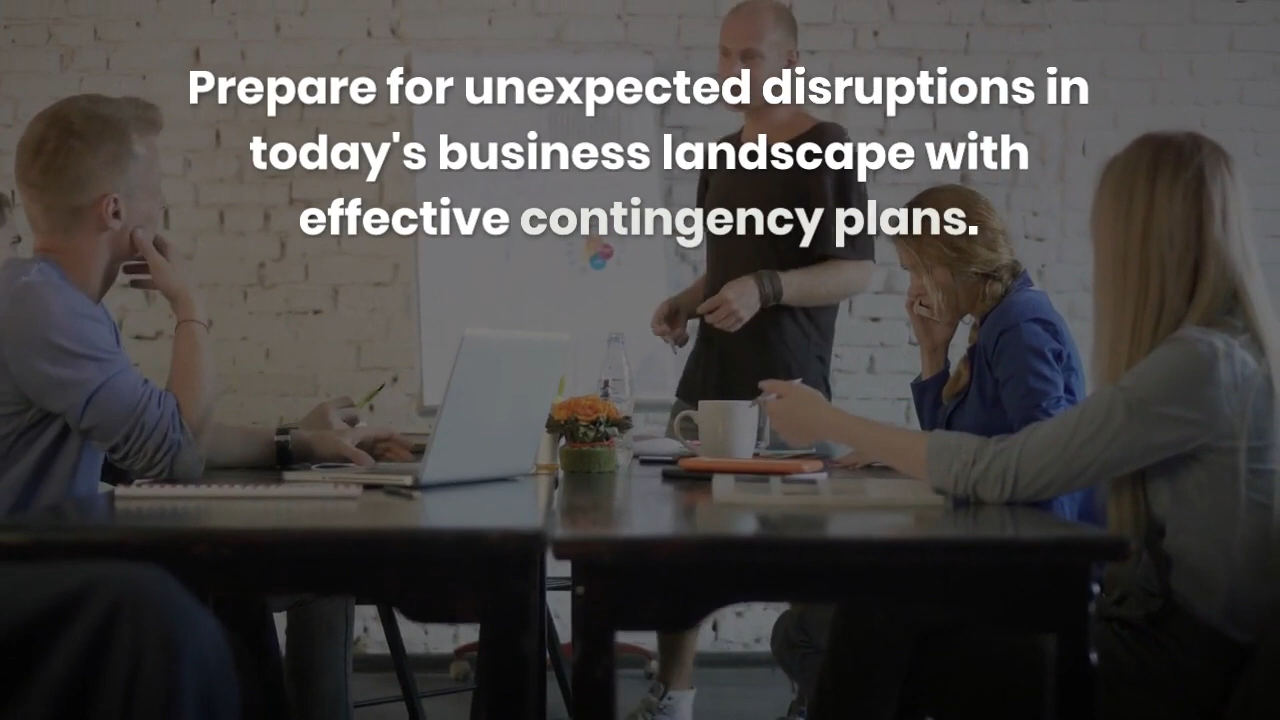 Prepare for unexpected disruptions in
today's business landscape with
effective contingency plans.